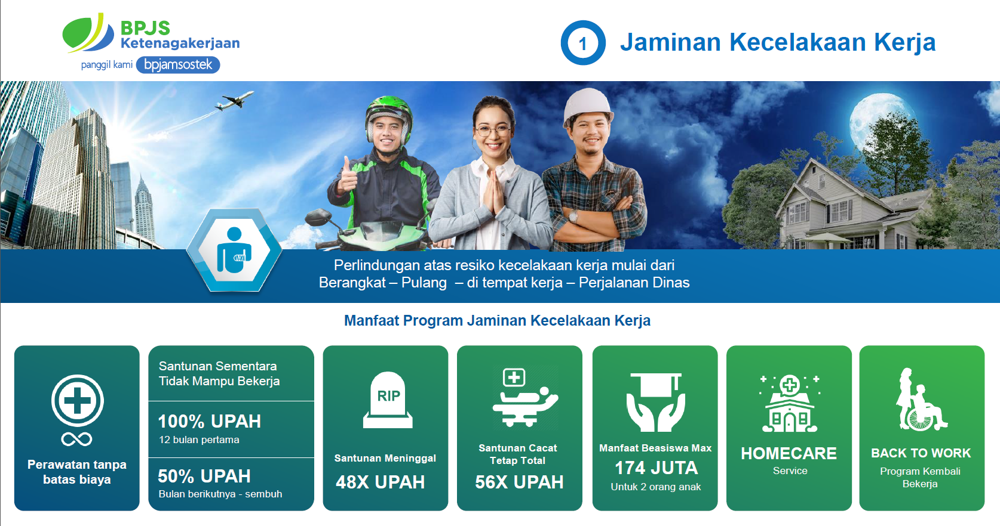 BPJS
Ketenagakerjaan
panggil kami bpjamsostek
1
Jaminan Kecelakaan Kerja
Perlindungan atas resiko kecelakaan kerja mulai dari
Berangkat – Pulang – di tempat kerja – Perjalanan Dinas
Manfaat Program Jaminan Kecelakaan Kerja
Perawatan tanpa
batas biaya
Santunan Sementara
Tidak Mampu Bekerja
100% UPAH
12 bulan pertama
50% UPAH
Bulan berikutnya - sembuh
RIP
Santunan Meninggal
48X UPAH
Santunan Cacat
Tetap Total
56X UPAH
Manfaat Beasiswa Max
174 JUTA
Untuk 2 orang anak
HOMECARE
Service
BACK TO WORK
Program Kembali
Bekerja